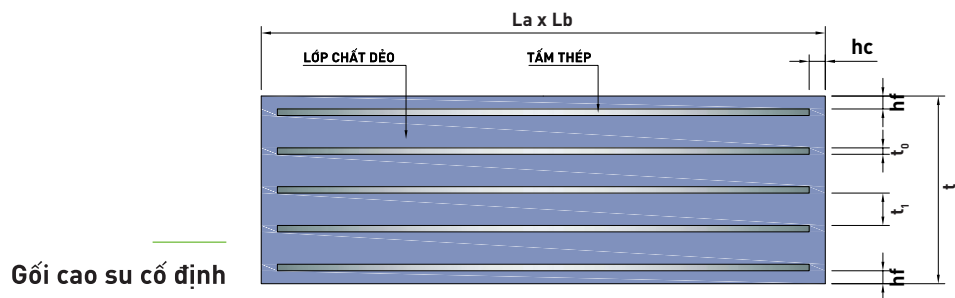 La x Lb
LỚP CHẤT DẺO
TẤM THÉP
hc
hf
t₀
t₁
t
hf
Gối cao su cố định